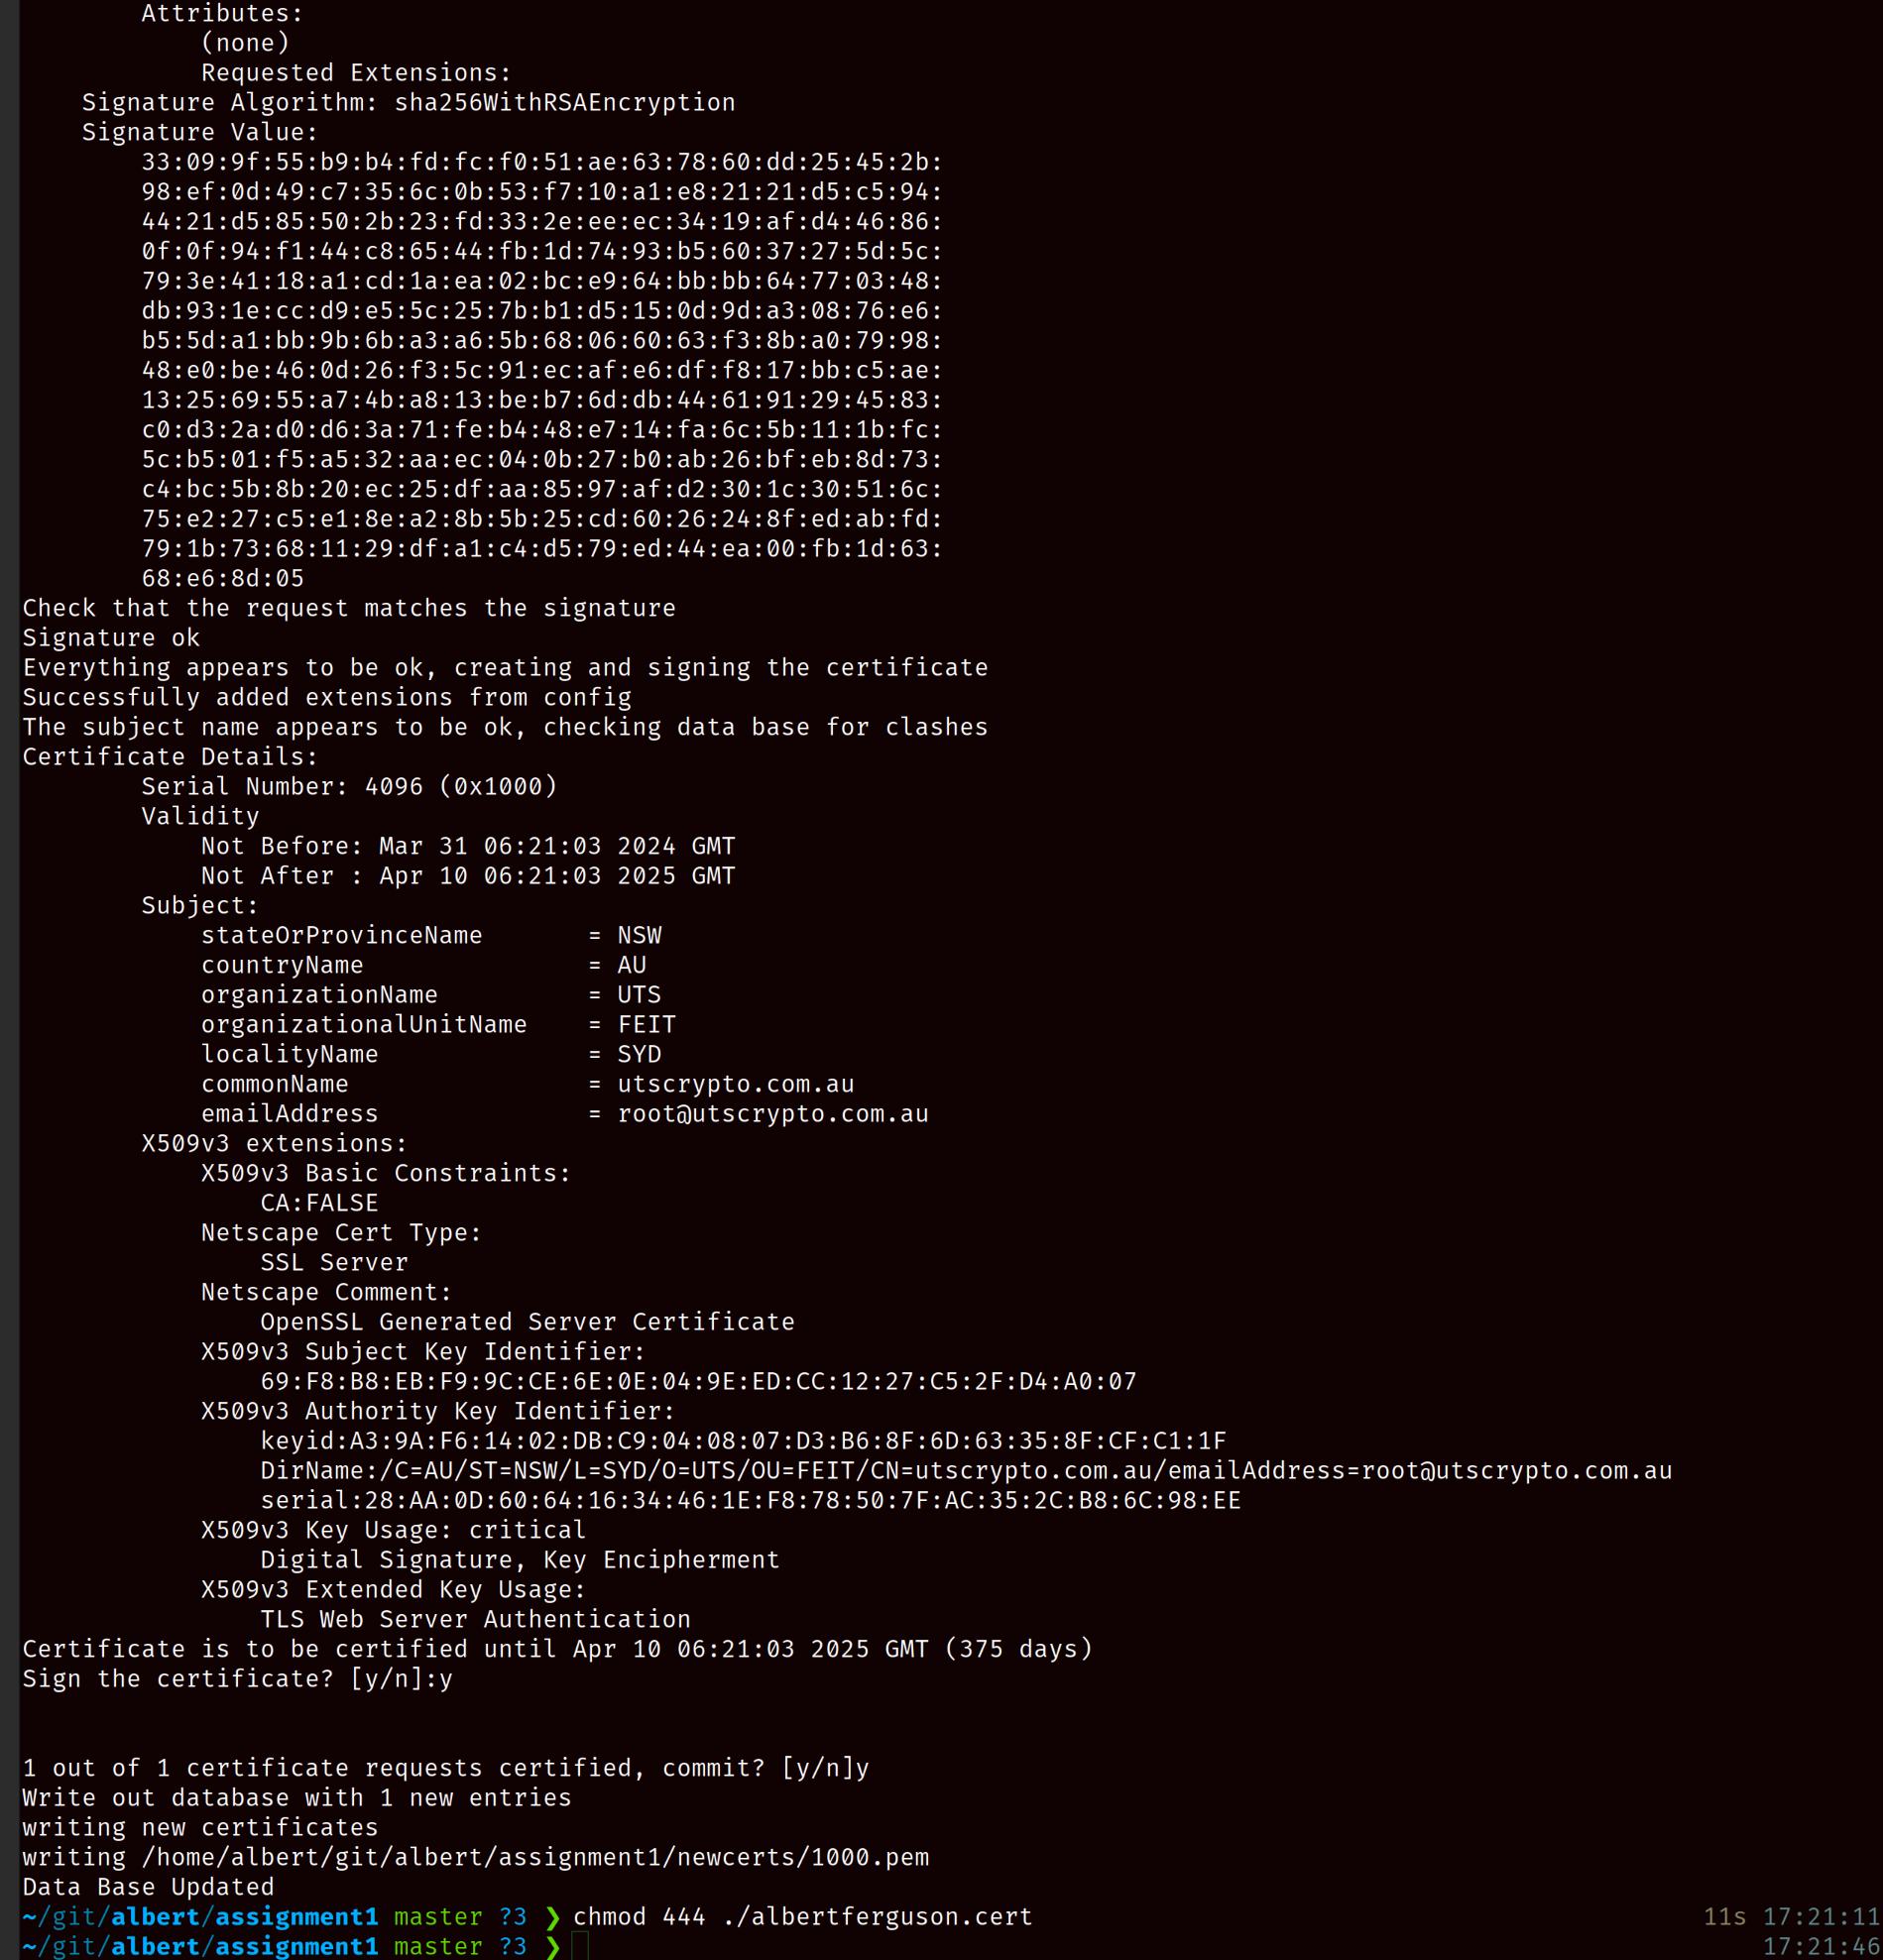 Attributes:
(none)
Requested Extensions:
Signature Algorithm: sha256WithRSAEncryption
Signature Value:
33:09:9f:55:b9:b4:fd:fc:f0:51:ae:63:78:60:dd:25:45:2b:
98:ef:0d:49:c7:35:6c:0b:53:f7:10:a1:e8:21:21:d5:c5:94:
44:21:d5:85:50:2b:23:fd:33:2e:ee:ec:34:19:af:d4:46:86:
0f:0f:94:f1:44:c8:65:44:fb:1d:74:93:b5:60:37:27:5d:5c:
79:3e:41:18:a1:cd:1a:ea:02:bc:e9:64:bb:bb:64:77:03:48:
db:93:1e:cc:d9:e5:5c:25:7b:b1:d5:15:0d:9d:a3:08:76:e6:
b5:5d:a1:bb:9b:6b:a3:a6:5b:68:06:60:63:f3:8b:a0:79:98:
48:e0:be:46:0d:26:f3:5c:91:ec:af:e6:df:f8:17:bb:c5:ae:
13:25:69:55:a7:4b:a8:13:be:b7:6d:db:44:61:91:29:45:83:
c0:d3:2a:d0:d6:3a:71:fe:b4:48:e7:14:fa:6c:5b:11:1b:fc:
5c:b5:01:f5:a5:32:aa:ec:04:0b:27:b0:ab:26:bf:eb:8d:73:
c4:bc:5b:8b:20:ec:25:df:aa:85:97:af:d2:30:1c:30:51:6c:
75:e2:27:c5:e1:8e:a2:8b:5b:25:cd:60:26:24:8f:ed:ab:fd:
79:1b:73:68:11:29:df:a1:c4:d5:79:ed:44:ea:00:fb:1d:63:
68:e6:8d:05
Check that the request matches the signature
Signature ok
Everything appears to be ok, creating and signing the certificate
Successfully added extensions from config
The subject name appears to be ok, checking data base for clashes
Certificate Details:
Serial Number: 4096 (0x1000)
Validity
Not Before: Mar 31 06:21:03 2024 GMT
Not After : Apr 10 06:21:03 2025 GMT
Subject:
stateOrProvinceName = NSW
countryName = AU
organizationName = UTS
organizationalUnitName = FEIT
localityName = SYD
commonName = utscrypto.com.au
emailAddress = root@utscrypto.com.au
X509v3 extensions:
X509v3 Basic Constraints:
CA:FALSE
Netscape Cert Type:
SSL Server
Netscape Comment:
OpenSSL Generated Server Certificate
X509v3 Subject Key Identifier:
69:F8:B8:EB:F9:9C:CE:6E:0E:04:9E:ED:CC:12:27:C5:2F:D4:A0:07
X509v3 Authority Key Identifier:
keyid:A3:9A:F6:14:02:DB:C9:04:08:07:D3:B6:8F:6D:63:35:8F:CF:C1:1F
DirName:/C=AU/ST=NSW/L=SYD/O=UTS/OU=FEIT/CN=utscrypto.com.au/emailAddress=root@utscrypto.com.au
serial:28:AA:0D:60:64:16:34:46:1E:F8:78:50:7F:AC:35:2C:B8:6C:98:EE
X509v3 Key Usage: critical
Digital Signature, Key Encipherment
X509v3 Extended Key Usage:
TLS Web Server Authentication
Certificate is to be certified until Apr 10 06:21:03 2025 GMT (375 days)
Sign the certificate? [y/n]:y
1 out of 1 certificate requests certified, commit? [y/n]y
Write out database with 1 new entries
writing new certificates
writing /home/albert/git/albert/assignment1/newcerts/1000.pem
Data Base Updated
~/git/albert/assignment1 master ?3 ❯ chmod 444 ./albertferguson.cert 11s 17:21:11
~/git/albert/assignment1 master ?3 ❯ 17:21:46